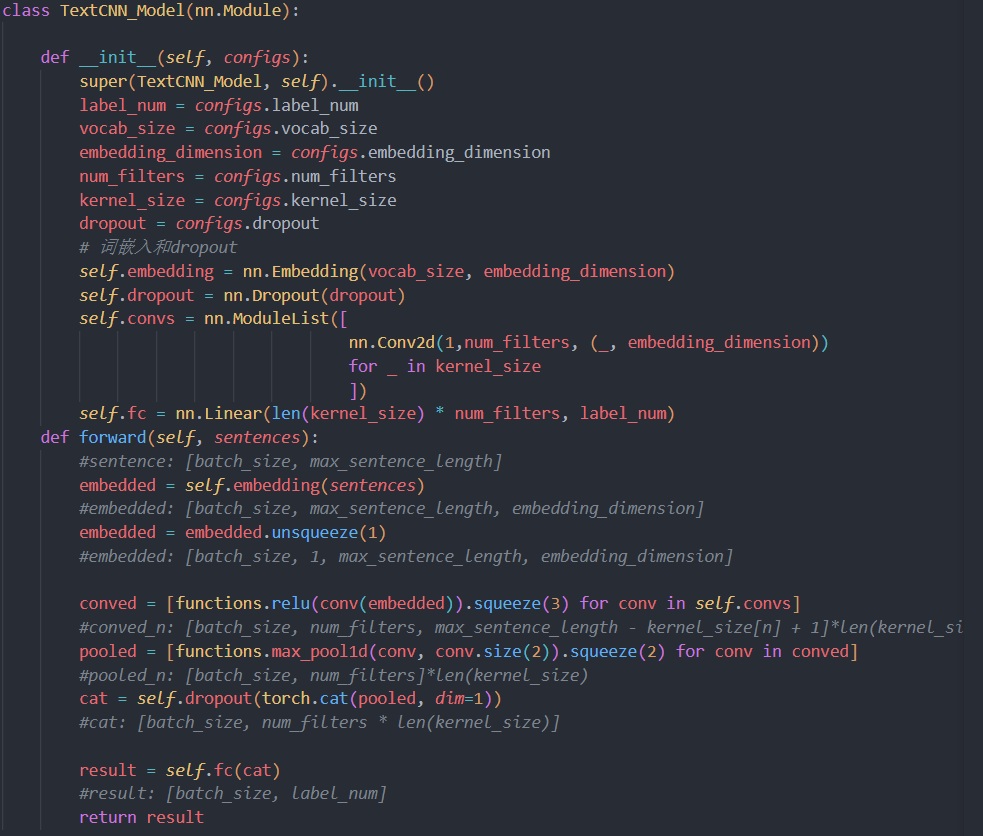 class TextCNN_Model(nn.Module):
def __init__(self, configs):
super(TextCNN_Model, self).__init__()
label_num = configs.label_num
vocab_size = configs.vocab_size
embedding_dimension = configs.embedding_dimension
num_filters = configs.num_filters
kernel_size = configs.kernel_size
dropout = configs.dropout
# 词嵌入和dropout
self.embedding = nn.Embedding(vocab_size, embedding_dimension)
self.dropout = nn.Dropout(dropout)
self.convs = nn.ModuleList([
nn.Conv2d(1,num_filters, (_, embedding_dimension))
for _ in kernel_size
])
self.fc = nn.Linear(len(kernel_size) * num_filters, label_num)
def forward(self, sentences):
#sentence: [batch_size, max_sentence_length]
embedded = self.embedding(sentences)
#embedded: [batch_size, max_sentence_length, embedding_dimension]
embedded = embedded.unsqueeze(1)
#embedded: [batch_size, 1, max_sentence_length, embedding_dimension]
conved = [functions.relu(conv(embedded)).squeeze(3) for conv in self.convs]
#conved_n: [batch_size, num_filters, max_sentence_length - kernel_size[n] + 1]*len(kernel_si
pooled = [functions.max_pool1d(conv, conv.size(2)).squeeze(2) for conv in conved]
#pooled_n: [batch_size, num_filters]*len(kernel_size)
cat = self.dropout(torch.cat(pooled, dim=1))
#cat: [batch_size, num_filters * len(kernel_size)]
result = self.fc(cat)
#result: [batch_size, label_num]
return result